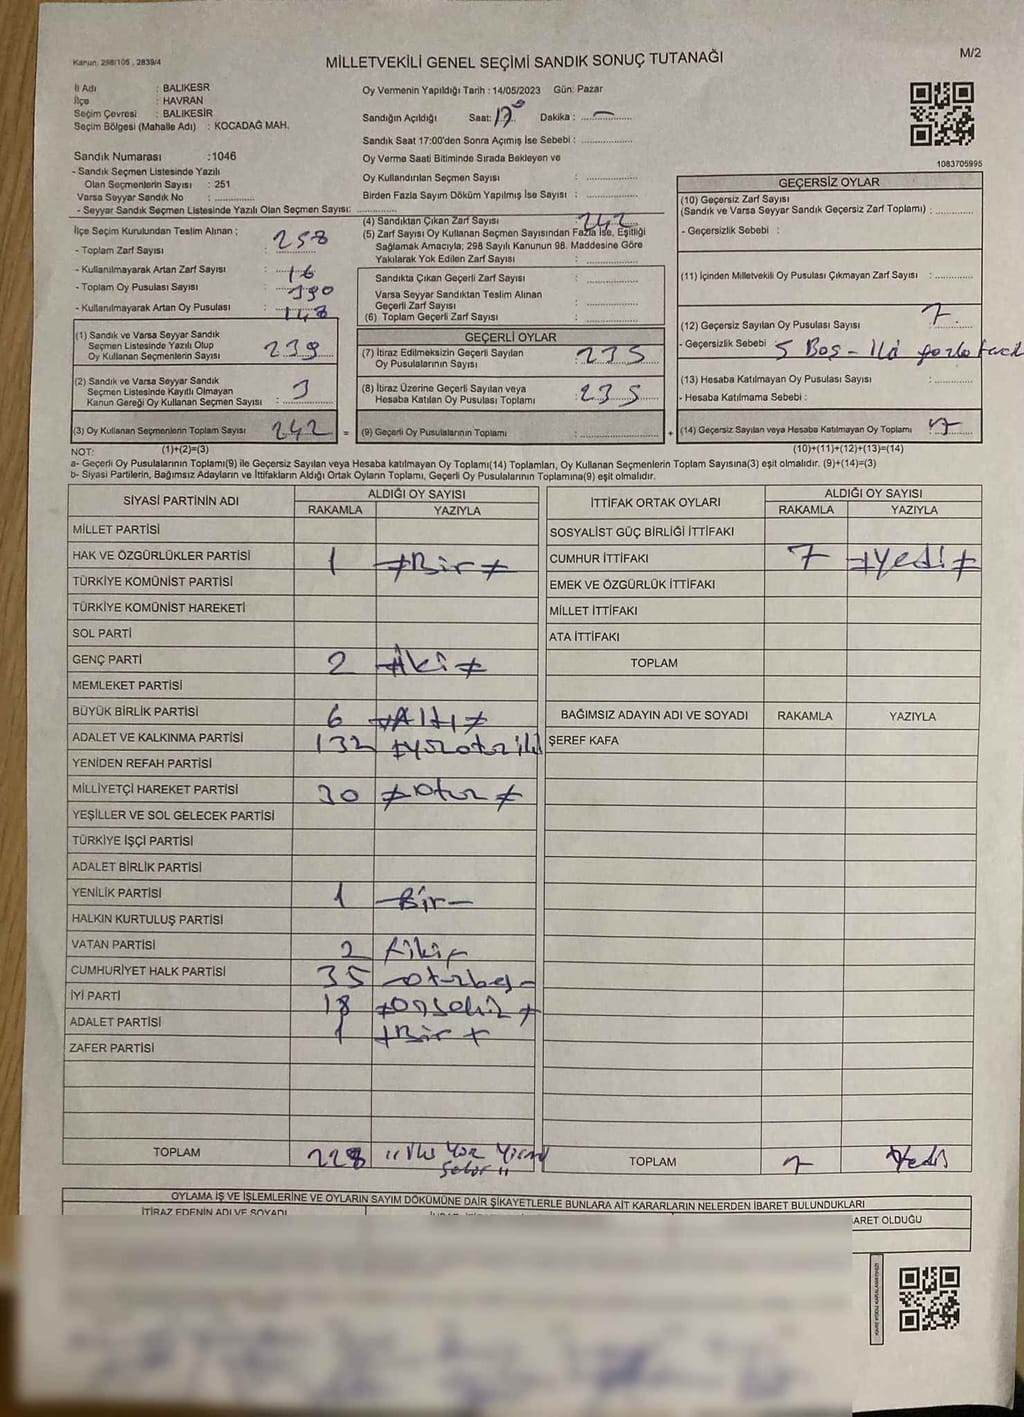 Kanun, 298/105 , 2839/4
MİLLETVEKİLİ GENEL SEÇİMİ SANDIK SONUÇ TUTANAĞI
M/2
İl Adı : BALIKESR
İlçe : HAVRAN
Seçim Çevresi : BALIKESİR
Seçim Bölgesi (Mahalle Adı) : KOCADAĞ MAH.
Sandık Numarası :1046
- Sandık Seçmen Listesinde Yazılı
Olan Seçmenlerin Sayısı : 251
Varsa Seyyar Sandık No :
- Seyyar Sandık Seçmen Listesinde Yazılı Olan Seçmen Sayısı:
Oy Vermenin Yapıldığı Tarih : 14/05/2023 Gün: Pazar
Sandığın Açıldığı Saat: 17 Dakika :
Sandık Saat 17:00'den Sonra Açımış İse Sebebi :
Oy Verme Saati Bitiminde Sırada Bekleyen ve
Oy Kullandırılan Seçmen Sayısı :
Birden Fazla Sayım Döküm Yapılmış İse Sayısı :
1083705995
İlçe Seçim Kurulundan Teslim Alınan ;
- Toplam Zarf Sayısı : 258
- Kullanılmayarak Artan Zarf Sayısı : 16
- Toplam Oy Pusulası Sayısı : 390
- Kullanılmayarak Artan Oy Pusulası : 148
(1) Sandık ve Varsa Seyyar Sandık
Seçmen Listesinde Yazılı Olup
Oy Kullanan Seçmenlerin Sayısı : 239
(2) Sandık ve Varsa Seyyar Sandık
Seçmen Listesinde Kayıtlı Olmayan
Kanun Gereği Oy Kullanan Seçmen Sayısı : 3
(3) Oy Kullanan Seçmenlerin Toplam Sayısı : 242 =
(4) Sandıktan Çıkan Zarf Sayısı : 242
(5) Zarf Sayısı Oy Kullanan Seçmen Sayısından Fazla İse, Eşitliği
Sağlamak Amacıyla; 298 Sayılı Kanunun 98. Maddesine Göre
Yakılarak Yok Edilen Zarf Sayısı :
Sandıkta Çıkan Geçerli Zarf Sayısı :
Varsa Seyyar Sandıktan Teslim Alınan
Geçerli Zarf Sayısı :
(6) Toplam Geçerli Zarf Sayısı :
GEÇERLİ OYLAR
(7) İtiraz Edilmeksizin Geçerli Sayılan
Oy Pusulalarının Sayısı : 235
(8) İtiraz Üzerine Geçerli Sayılan veya
Hesaba Katılan Oy Pusulası Toplamı : 235
(9) Geçerli Oy Pusulalarının Toplamı : +
GEÇERSİZ OYLAR
(10) Geçersiz Zarf Sayısı
(Sandık ve Varsa Seyyar Sandık Geçersiz Zarf Toplamı) :
- Geçersizlik Sebebi :
(11) İçinden Milletvekili Oy Pusulası Çıkmayan Zarf Sayısı :
(12) Geçersiz Sayılan Oy Pusulası Sayısı : 7
- Geçersizlik Sebebi : 5 Boş -
(13) Hesaba Katılmayan Oy Pusulası Sayısı :
- Hesaba Katılmama Sebebi :
(14) Geçersiz Sayılan veya Hesaba Katılmayan Oy Toplamı : 7
NOT: (1)+(2)=(3) (10)+(11)+(12)+(13)=(14)
a- Geçerli Oy Pusulalarının Toplamı(9) ile Geçersiz Sayılan veya Hesaba katılmayan Oy Toplamı(14) Toplamları, Oy Kullanan Seçmenlerin Toplam Sayısına(3) eşit olmalıdır. (9)+(14)=(3)
b- Siyasi Partilerin, Bağımsız Adayların ve İttifakların Aldığı Ortak Oyların Toplamı, Geçerli Oy Pusulalarının Toplamına(9) eşit olmalıdır.
SİYASİ PARTİNİN ADI ALDIĞI OY SAYISI
RAKAMLA YAZIYLA
MİLLET PARTİSİ
HAK VE ÖZGÜRLÜKLER PARTİSİ 1 ≠Bir≠
TÜRKİYE KOMÜNİST PARTİSİ
TÜRKİYE KOMÜNİST HAREKETİ
SOL PARTİ
GENÇ PARTİ 2 ≠İki≠
MEMLEKET PARTİSİ
BÜYÜK BİRLİK PARTİSİ 6 ≠Altı≠
ADALET VE KALKINMA PARTİSİ 132 ≠yüzotuziki
YENİDEN REFAH PARTİSİ
MİLLİYETÇİ HAREKET PARTİSİ 30 ≠otuz≠
YEŞİLLER VE SOL GELECEK PARTİSİ
TÜRKİYE İŞÇİ PARTİSİ
ADALET BİRLİK PARTİSİ
YENİLİK PARTİSİ 1 -Bir-
HALKIN KURTULUŞ PARTİSİ
VATAN PARTİSİ 2 ≠iki≠
CUMHURİYET HALK PARTİSİ 35 -otuzbeş-
İYİ PARTİ 18 ≠onsekiz≠
ADALET PARTİSİ 1 ≠Bir≠
ZAFER PARTİSİ
TOPLAM 228 "İki Yüz Yirmi
Sekiz"
İTTİFAK ORTAK OYLARI ALDIĞI OY SAYISI
RAKAMLA YAZIYLA
SOSYALİST GÜÇ BİRLİĞİ İTTİFAKI
CUMHUR İTTİFAKI 7 ≠yedi≠
EMEK VE ÖZGÜRLÜK İTTİFAKI
MİLLET İTTİFAKI
ATA İTTİFAKI
TOPLAM
BAĞIMSIZ ADAYIN ADI VE SOYADI RAKAMLA YAZIYLA
ŞEREF KAFA
TOPLAM 7 Yedi
OYLAMA İŞ VE İŞLEMLERİNE VE OYLARIN SAYIM DÖKÜMÜNE DAİR ŞİKAYETLERLE BUNLARA AİT KARARLARIN NELERDEN İBARET BULUNDUKLARI
İTİRAZ EDENİN ADI VE SOYADI
BARET OLDUĞU